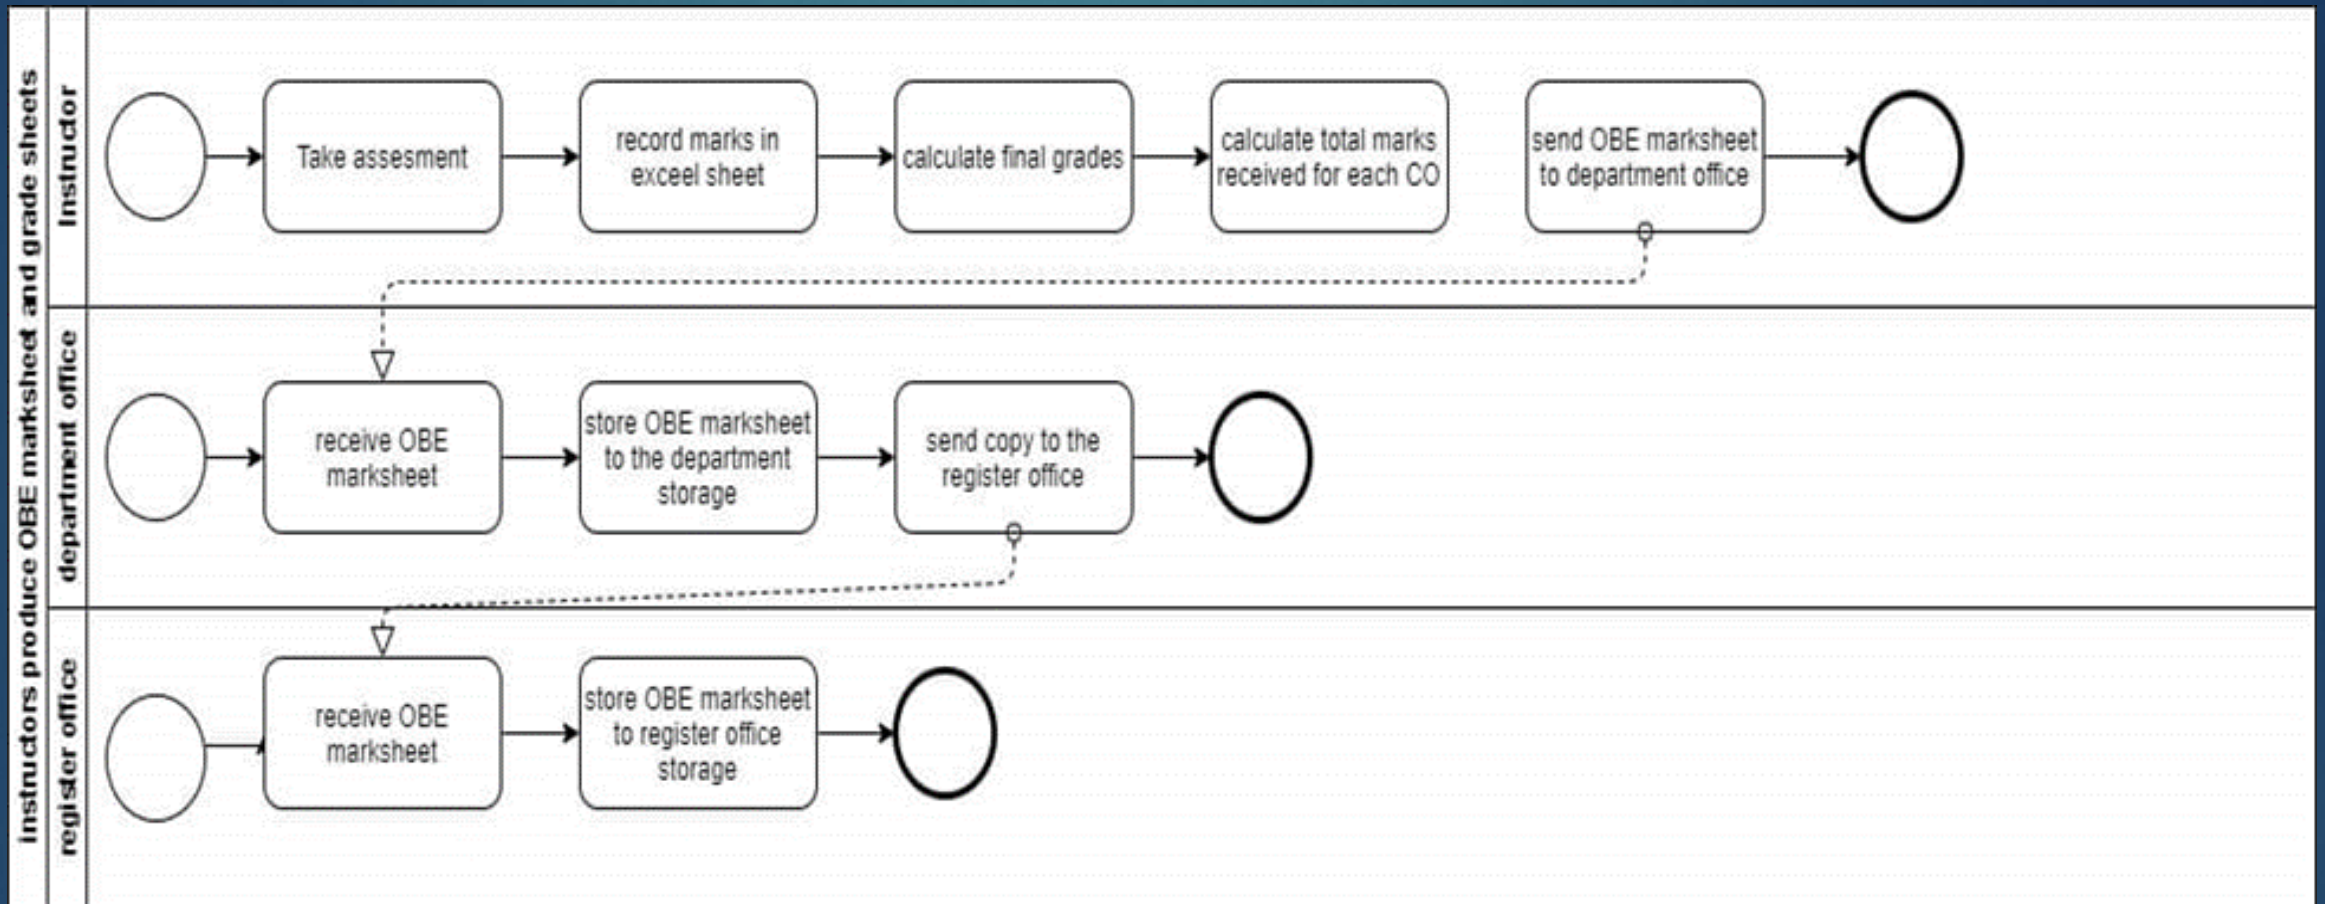 instructors produce OBE marksheet and grade sheets
Instructor
Take assesment
record marks in
exceel sheet
calculate final grades
calculate total marks
received for each CO
send OBE marksheet
to department office
department office
receive OBE
marksheet
store OBE marksheet
to the department
storage
send copy to the
register office
register office
receive OBE
marksheet
store OBE marksheet
to register office
storage